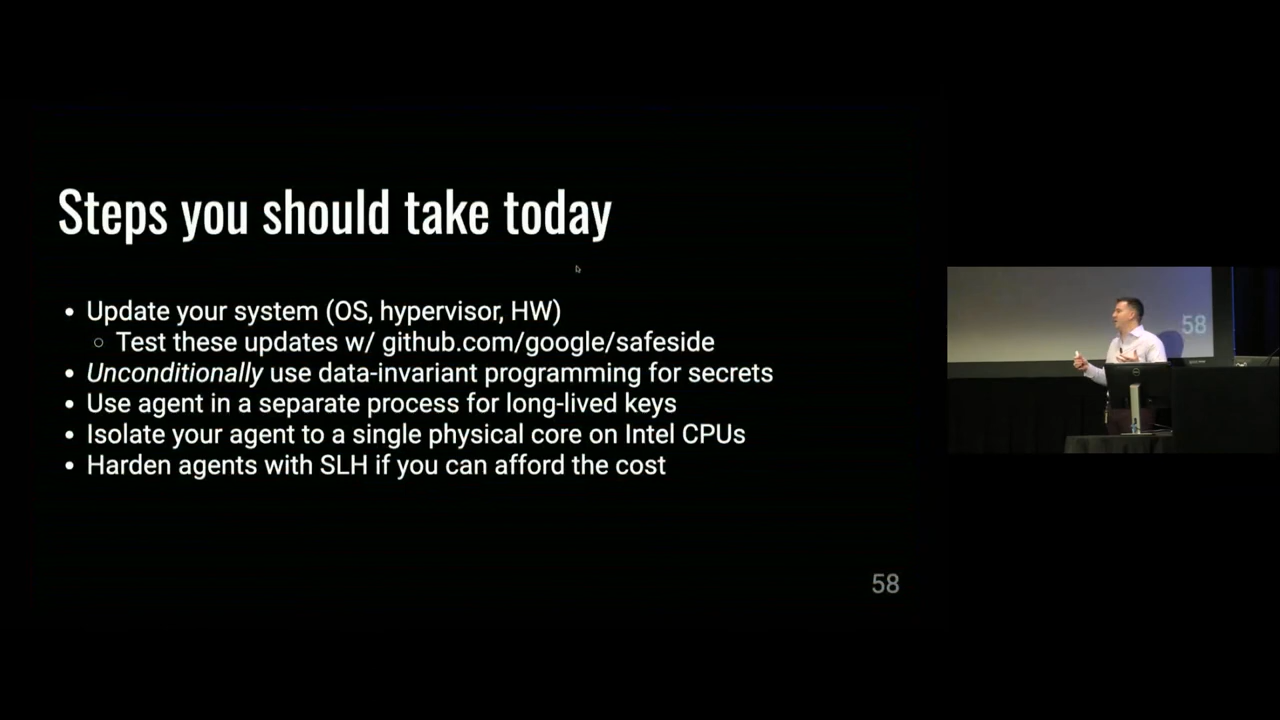 Steps you should take today
• Update your system (OS, hypervisor, HW)
○ Test these updates w/ github.com/google/safeside
• Unconditionally use data-invariant programming for secrets
• Use agent in a separate process for long-lived keys
• Isolate your agent to a single physical core on Intel CPUs
• Harden agents with SLH if you can afford the cost
58
58